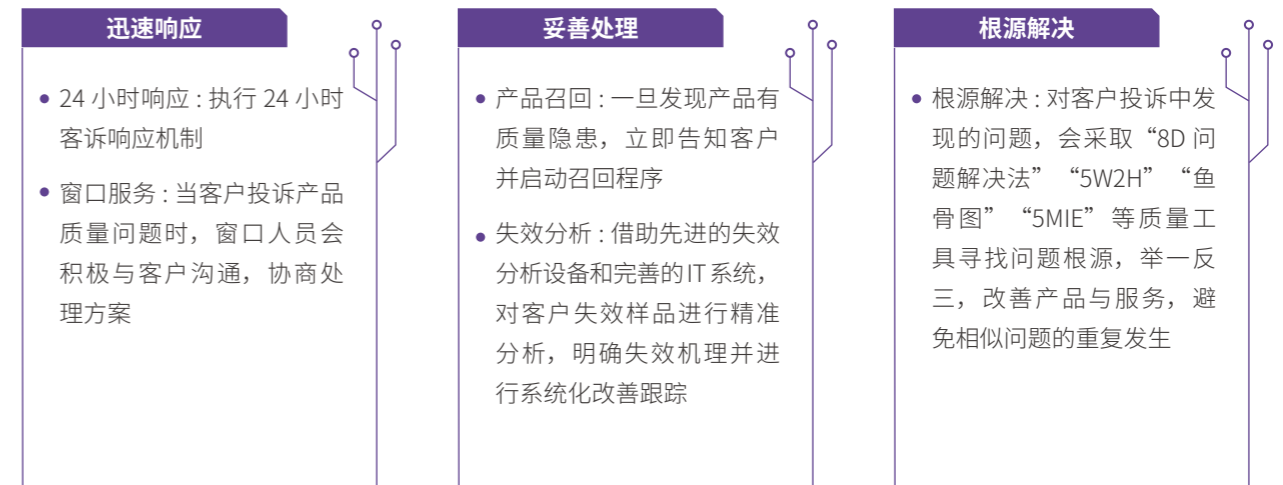 迅速响应
24 小时响应 : 执行 24 小时
客诉响应机制
窗口服务 : 当客户投诉产品
质量问题时，窗口人员会
积极与客户沟通，协商处
理方案
妥善处理
产品召回 : 一旦发现产品有
质量隐患，立即告知客户
并启动召回程序
失效分析 : 借助先进的失效
分析设备和完善的IT系统，
对客户失效样品进行精准
分析，明确失效机理并进
行系统化改善跟踪
根源解决
根源解决 : 对客户投诉中发
现的问题，会采取“8D 问
题解决法”“5W2H”“鱼
骨图”“5MIE”等质量工
具寻找问题根源，举一反
三，改善产品与服务，避
免相似问题的重复发生